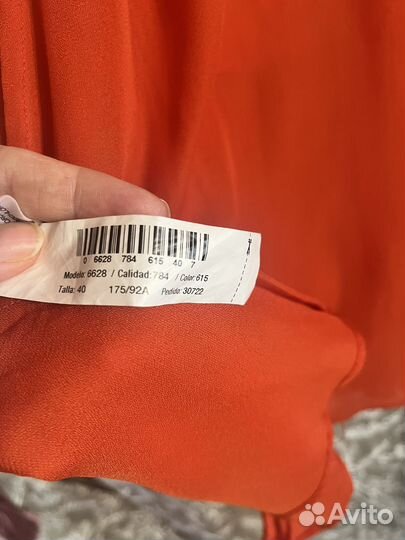 0 6628 784 615 40 7
Modelo: 6628 / Calidad: 784 / Color: 615
Talla: 40 175/92A Pedido: 30722
Avito